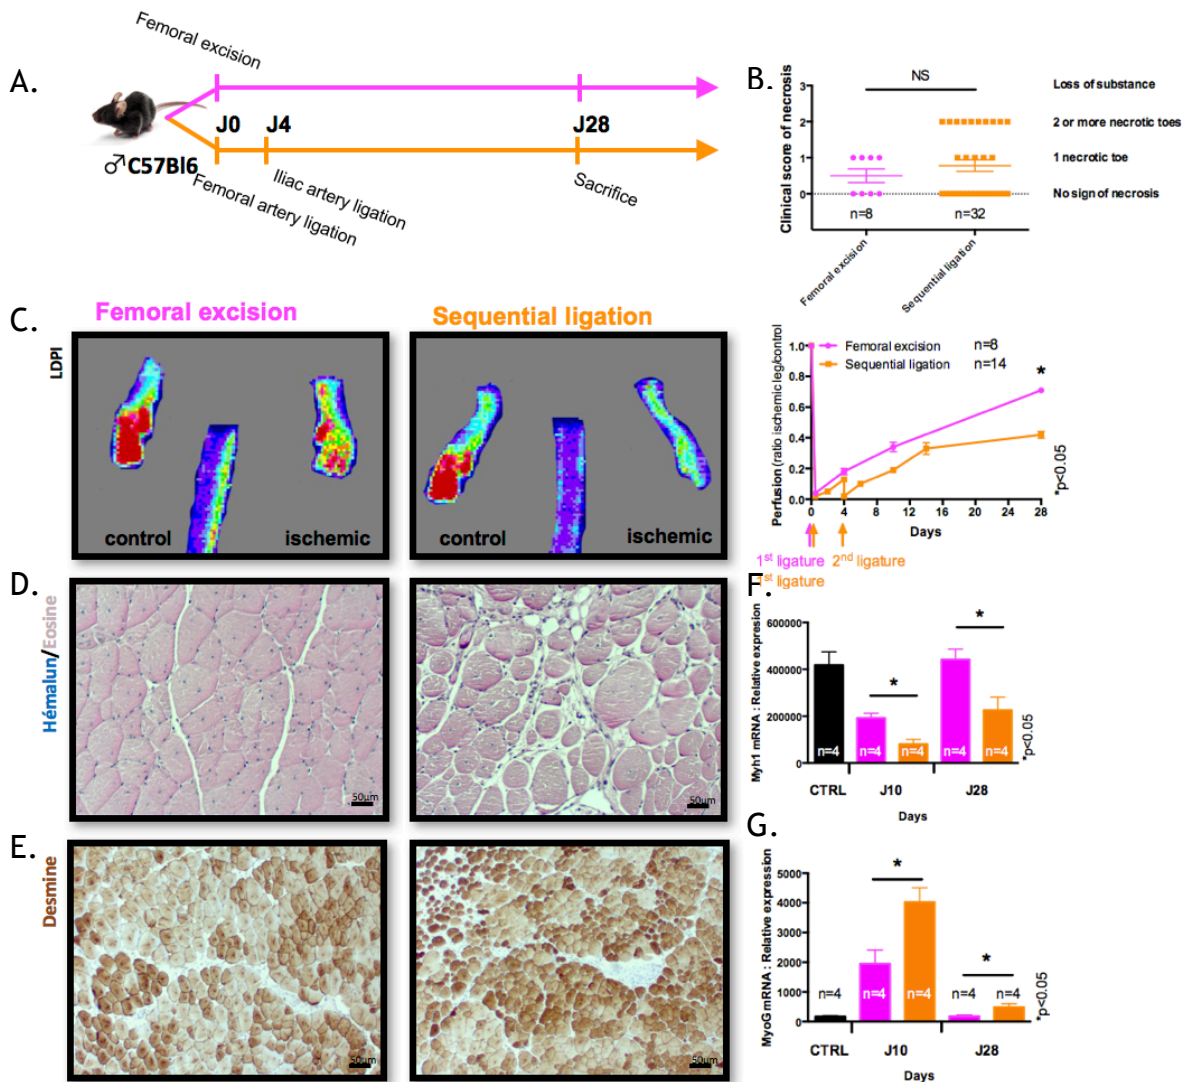 A.
Femoral excision
J0
J4
J28
♂C57Bl6
Femoral artery ligation
Iliac artery ligation
Sacrifice
B.
Clinical score of necrosis
3
2
1
0
NS
n=8
n=32
Femoral excision
Sequential ligation
Loss of substance
2 or more necrotic toes
1 necrotic toe
No sign of necrosis
C.
Femoral excision
Sequential ligation
LDPI
control
ischemic
control
ischemic
Perfusion (ratio ischemic leg/control
1.0
0.8
0.6
0.4
0.2
0.0
Femoral excision n=8
Sequential ligation n=14
*
*p<0.05
0 4 10 16 22 28
Days
1st ligature 2nd ligature
1st ligature
D.
Hémalun/Eosine
50µm
50µm
E.
Desmine
50µm
50µm
F.
Myh1 mRNA : Relative expresion
600000
400000
200000
0
*
*
n=4
n=4
n=4
n=4
n=4
*p<0.05
CTRL J10 J28
Days
G.
MyoG mRNA : Relative expression
5000
4000
3000
2000
1000
0
*
*
n=4
n=4
n=4
n=4
n=4
*p<0.05
CTRL J10 J28
Days